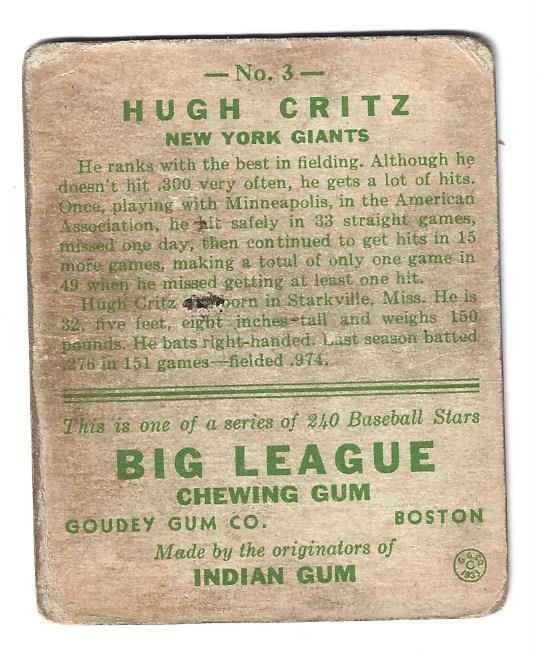 — No. 3 —
HUGH CRITZ
NEW YORK GIANTS
He ranks with the best in fielding. Although he
doesn't hit .300 very often, he gets a lot of hits.
Once, playing with Minneapolis, in the American
Association, he hit safely in 33 straight games,
missed one day, then continued to get hits in 15
more games, making a total of only one game in
49 when he missed getting at least one hit.
Hugh Critz born in Starkville, Miss. He is
32, five feet, eight inches tall and weighs 150
pounds. He bats right-handed. Last season batted
.276 in 151 games—fielded .974.
This is one of a series of 240 Baseball Stars
BIG LEAGUE
CHEWING GUM
GOUDEY GUM CO. BOSTON
Made by the originators of
INDIAN GUM
G.G.CO.
C
1933